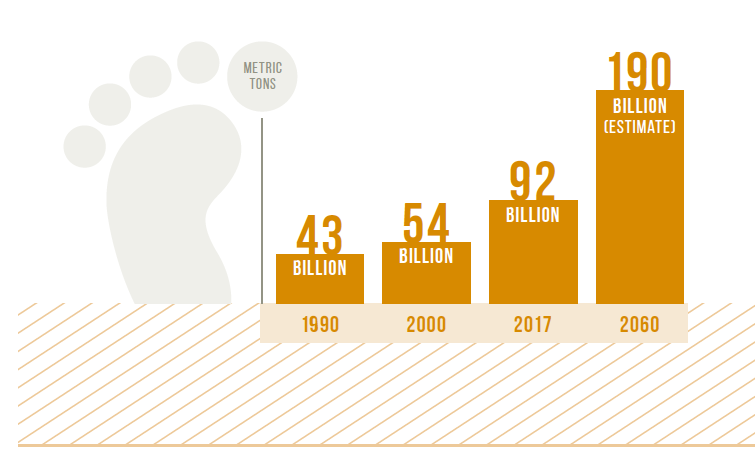 METRIC
TONS
43
BILLION
54
BILLION
92
BILLION
190
BILLION
(ESTIMATE)
1990
2000
2017
2060